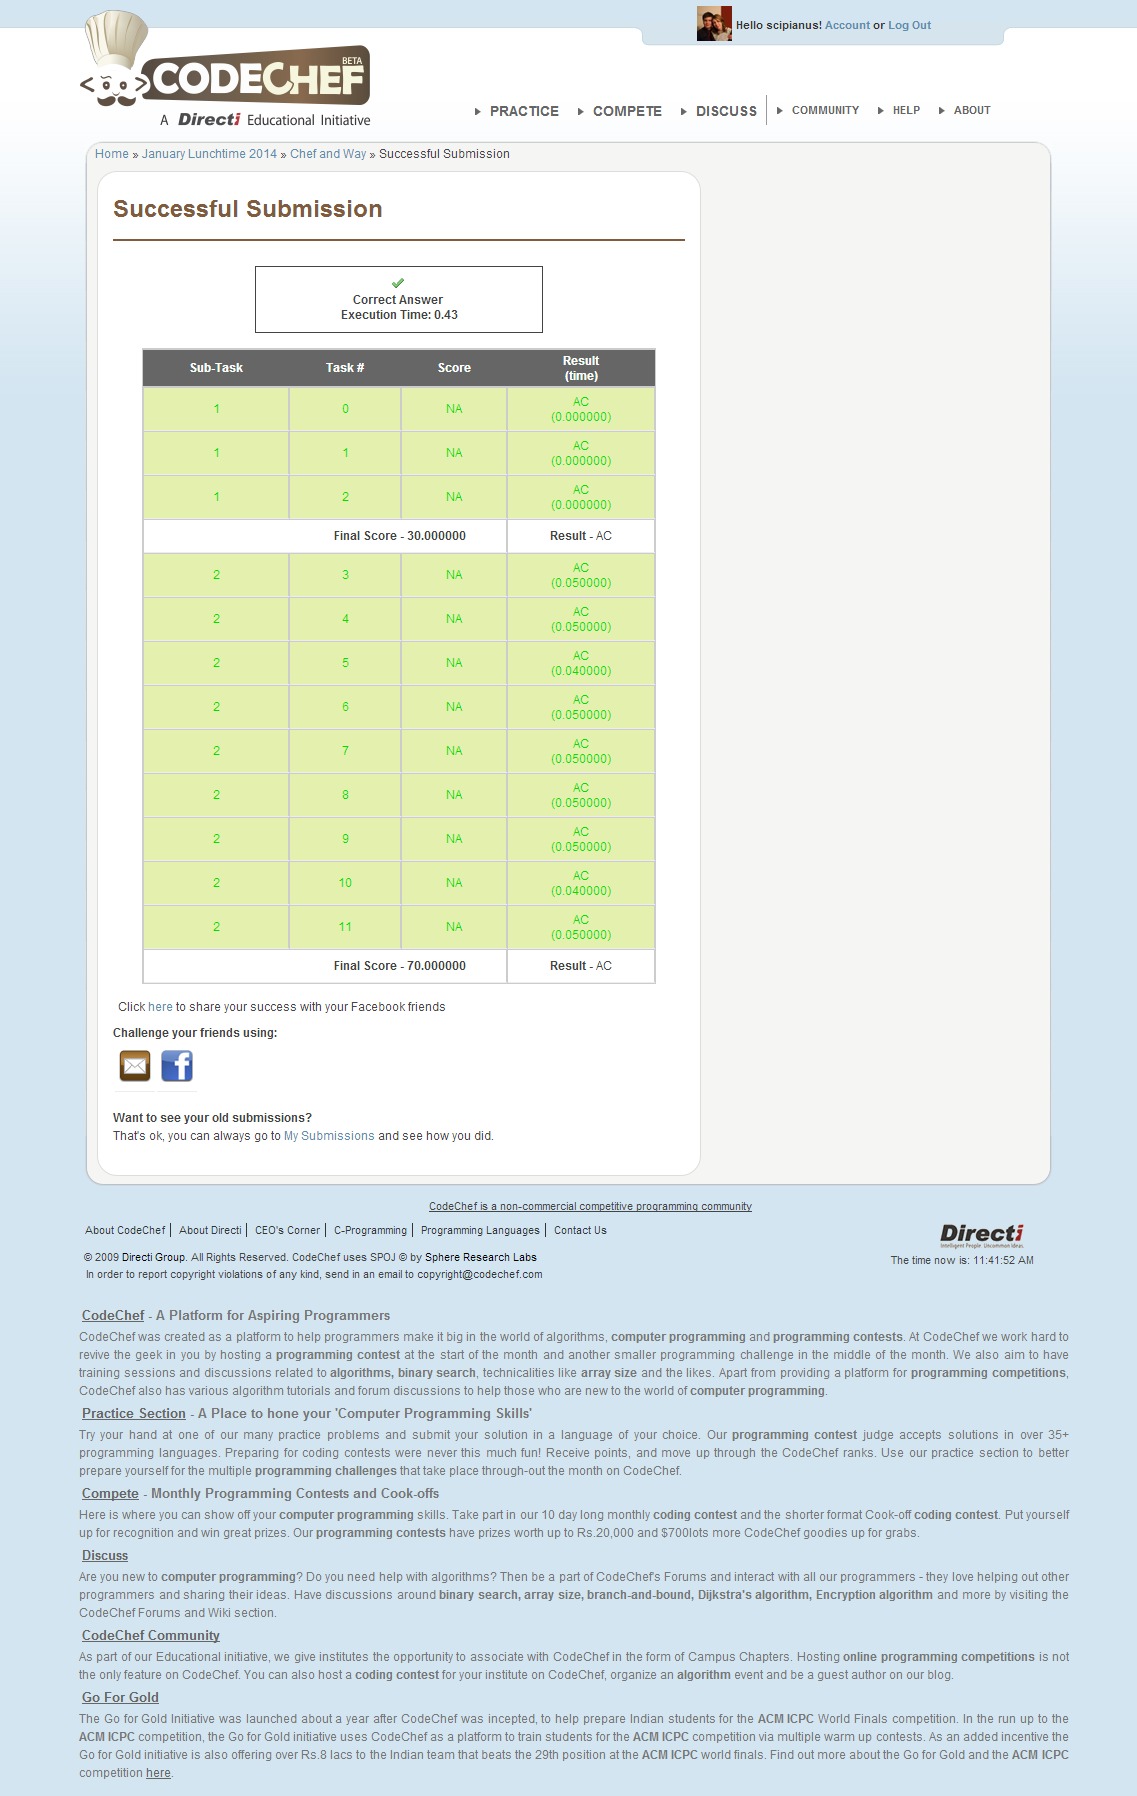 Hello scipianus! Account or Log Out
BETA
<CODECHEF
A Directi Educational Initiative
PRACTICE COMPETE DISCUSS COMMUNITY HELP ABOUT
Home » January Lunchtime 2014 » Chef and Way » Successful Submission
Successful Submission
Correct Answer
Execution Time: 0.43
Sub-Task Task # Score Result
(time)
1 0 NA AC
(0.000000)
1 1 NA AC
(0.000000)
1 2 NA AC
(0.000000)
Final Score - 30.000000 Result - AC
2 3 NA AC
(0.050000)
2 4 NA AC
(0.050000)
2 5 NA AC
(0.040000)
2 6 NA AC
(0.050000)
2 7 NA AC
(0.050000)
2 8 NA AC
(0.050000)
2 9 NA AC
(0.050000)
2 10 NA AC
(0.040000)
2 11 NA AC
(0.050000)
Final Score - 70.000000 Result - AC
Click here to share your success with your Facebook friends
Challenge your friends using:
Want to see your old submissions?
That's ok, you can always go to My Submissions and see how you did.
CodeChef is a non-commercial competitive programming community
About CodeChef | About Directi | CEO's Corner | C-Programming | Programming Languages | Contact Us
Directi
Intelligent People. Uncommon Ideas.
© 2009 Directi Group. All Rights Reserved. CodeChef uses SPOJ © by Sphere Research Labs
The time now is: 11:41:52 AM
In order to report copyright violations of any kind, send in an email to copyright@codechef.com
CodeChef - A Platform for Aspiring Programmers
CodeChef was created as a platform to help programmers make it big in the world of algorithms, computer programming and programming contests. At CodeChef we work hard to
revive the geek in you by hosting a programming contest at the start of the month and another smaller programming challenge in the middle of the month. We also aim to have
training sessions and discussions related to algorithms, binary search, technicalities like array size and the likes. Apart from providing a platform for programming competitions,
CodeChef also has various algorithm tutorials and forum discussions to help those who are new to the world of computer programming.
Practice Section - A Place to hone your 'Computer Programming Skills'
Try your hand at one of our many practice problems and submit your solution in a language of your choice. Our programming contest judge accepts solutions in over 35+
programming languages. Preparing for coding contests were never this much fun! Receive points, and move up through the CodeChef ranks. Use our practice section to better
prepare yourself for the multiple programming challenges that take place through-out the month on CodeChef.
Compete - Monthly Programming Contests and Cook-offs
Here is where you can show off your computer programming skills. Take part in our 10 day long monthly coding contest and the shorter format Cook-off coding contest. Put yourself
up for recognition and win great prizes. Our programming contests have prizes worth up to Rs.20,000 and $700lots more CodeChef goodies up for grabs.
Discuss
Are you new to computer programming? Do you need help with algorithms? Then be a part of CodeChef's Forums and interact with all our programmers - they love helping out other
programmers and sharing their ideas. Have discussions around binary search, array size, branch-and-bound, Dijkstra's algorithm, Encryption algorithm and more by visiting the
CodeChef Forums and Wiki section.
CodeChef Community
As part of our Educational initiative, we give institutes the opportunity to associate with CodeChef in the form of Campus Chapters. Hosting online programming competitions is not
the only feature on CodeChef. You can also host a coding contest for your institute on CodeChef, organize an algorithm event and be a guest author on our blog.
Go For Gold
The Go for Gold Initiative was launched about a year after CodeChef was incepted, to help prepare Indian students for the ACM ICPC World Finals competition. In the run up to the
ACM ICPC competition, the Go for Gold initiative uses CodeChef as a platform to train students for the ACM ICPC competition via multiple warm up contests. As an added incentive the
Go for Gold initiative is also offering over Rs.8 lacs to the Indian team that beats the 29th position at the ACM ICPC world finals. Find out more about the Go for Gold and the ACM ICPC
competition here.